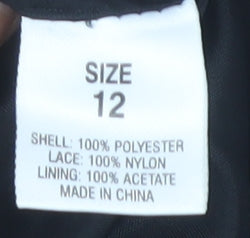 SIZE
12
SHELL: 100% POLYESTER
LACE: 100% NYLON
LINING: 100% ACETATE
MADE IN CHINA